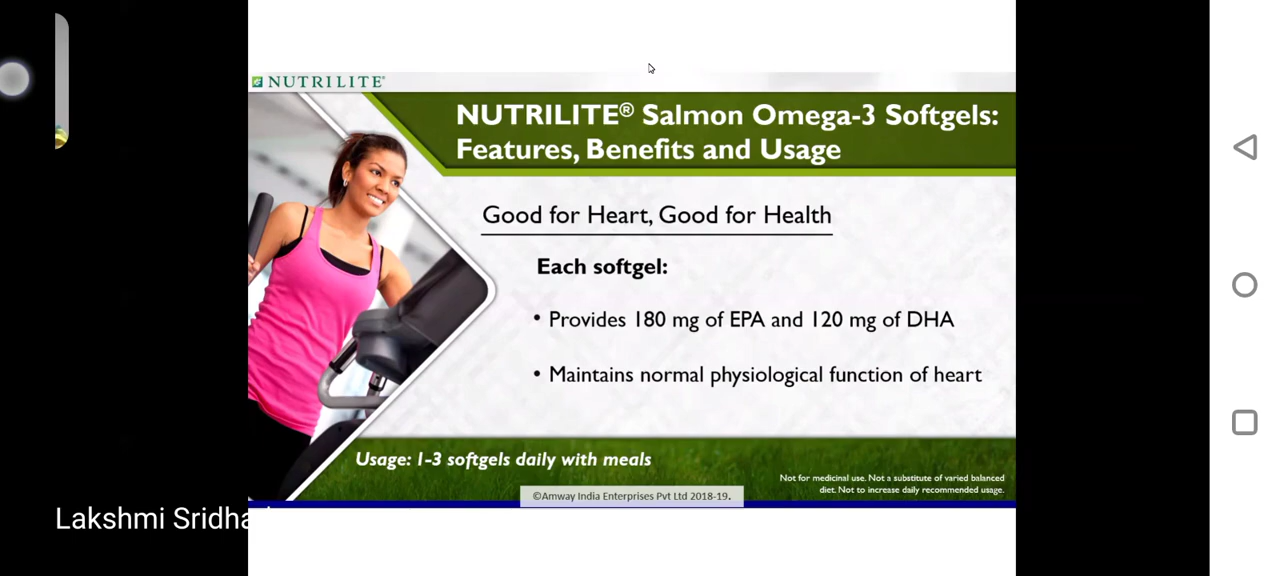 NUTRILITE®
NUTRILITE® Salmon Omega-3 Softgels:
Features, Benefits and Usage
Good for Heart, Good for Health
Each softgel:
• Provides 180 mg of EPA and 120 mg of DHA
• Maintains normal physiological function of heart
Usage: 1-3 softgels daily with meals
Not for medicinal use. Not a substitute of varied balanced
diet. Not to increase daily recommended usage.
©Amway India Enterprises Pvt Ltd 2018-19.
Lakshmi